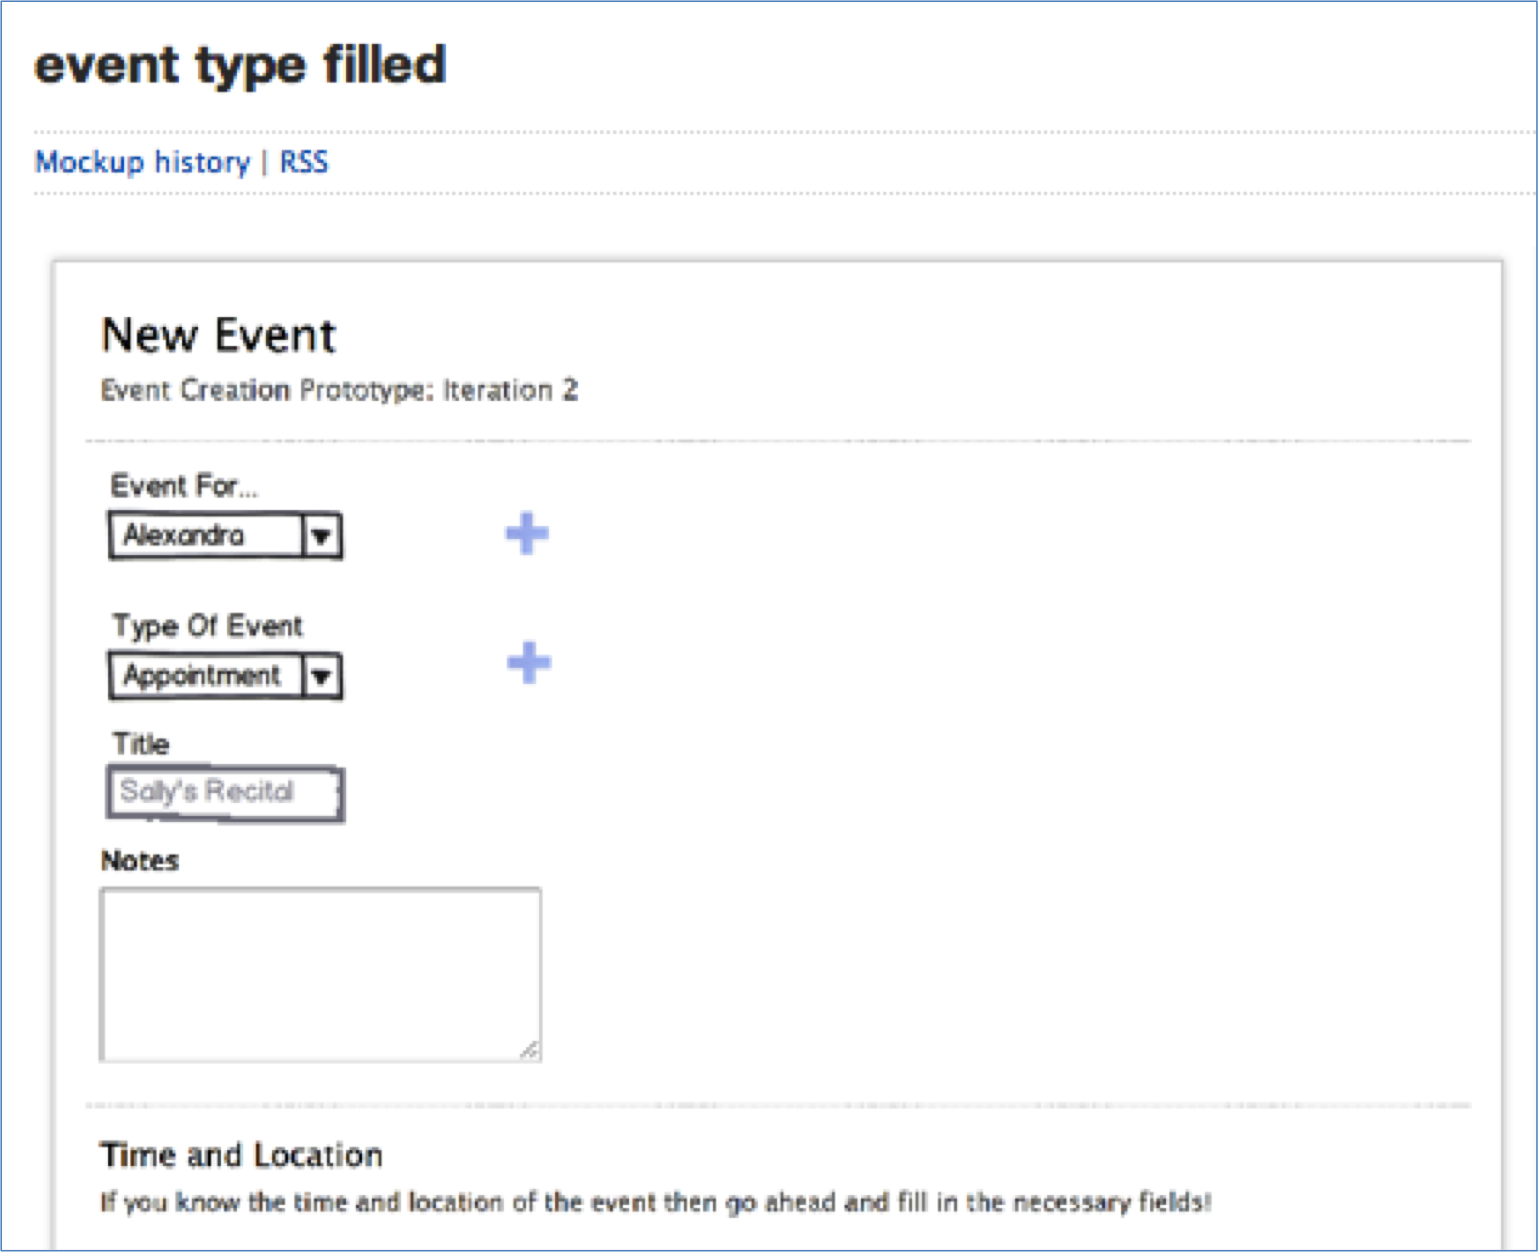 event type filled
Mockup history | RSS
New Event
Event Creation Prototype: Iteration 2
Event For...
Alexandra
Type Of Event
Appointment
Title
Sally's Recital
Notes
Time and Location
If you know the time and location of the event then go ahead and fill in the necessary fields!